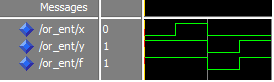 Messages
/or_ent/x 0
/or_ent/y 1
/or_ent/f 1